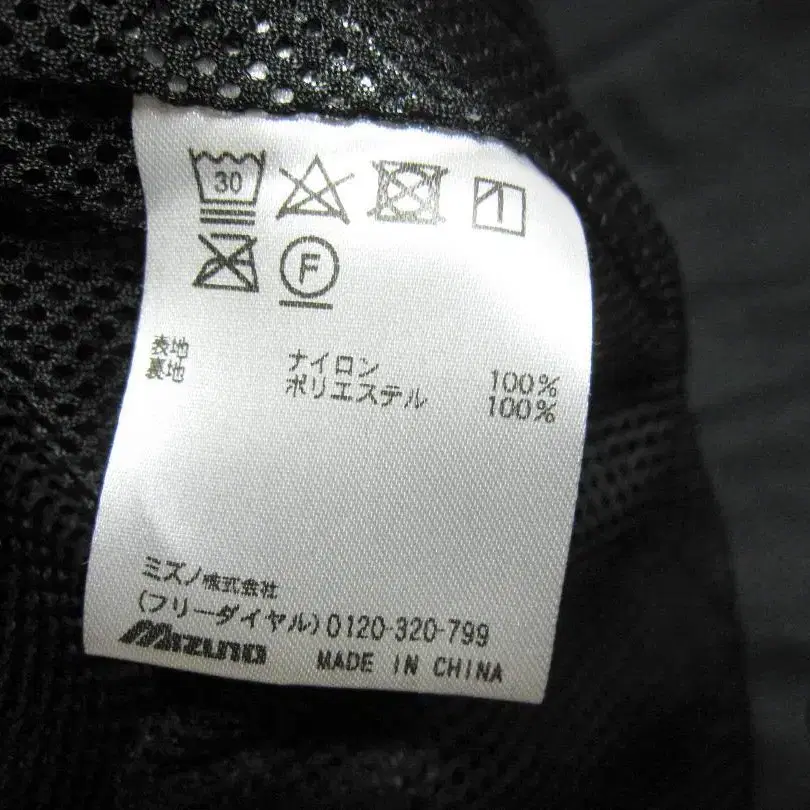 30
F
表地 ナイロン 100%
裏地 ポリエステル 100%
ミズノ株式会社
(フリーダイヤル)0120-320-799
Mizuno MADE IN CHINA